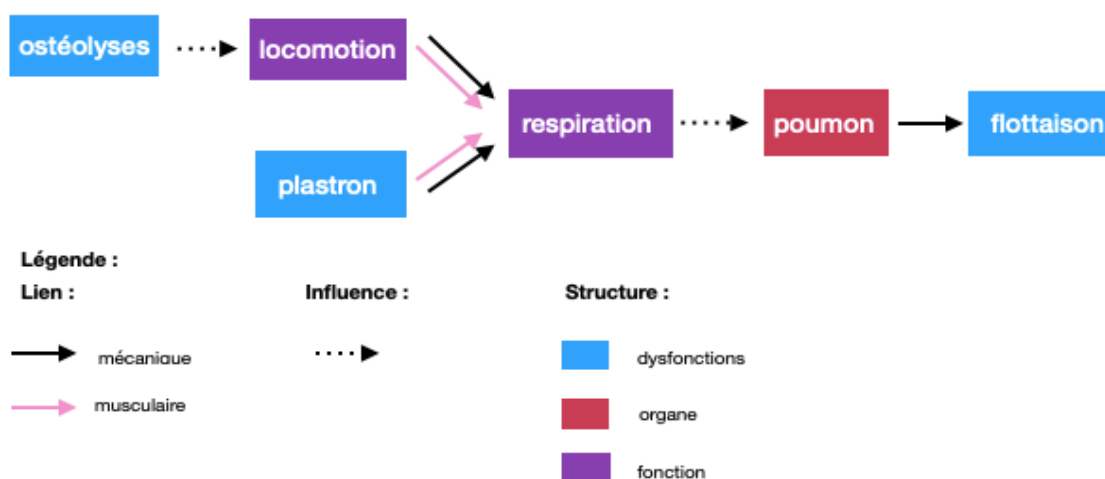 ostéolyses
locomotion
respiration
poumon
flottaison
plastron
Légende :
Lien :
Influence :
Structure :
mécanique
dysfonctions
musculaire
organe
fonction